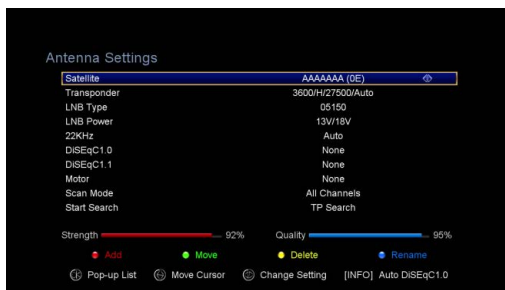 Antenna Settings
Satellite AAAAAAA (0E)
Transponder 3600/H/27500/Auto
LNB Type 05150
LNB Power 13V/18V
22KHz Auto
DiSEqC1.0 None
DiSEqC1.1 None
Motor None
Scan Mode All Channels
Start Search TP Search
Strength 92% Quality 95%
Add Move Delete Rename
Pop-up List Move Cursor Change Setting [INFO] Auto DiSEqC1.0